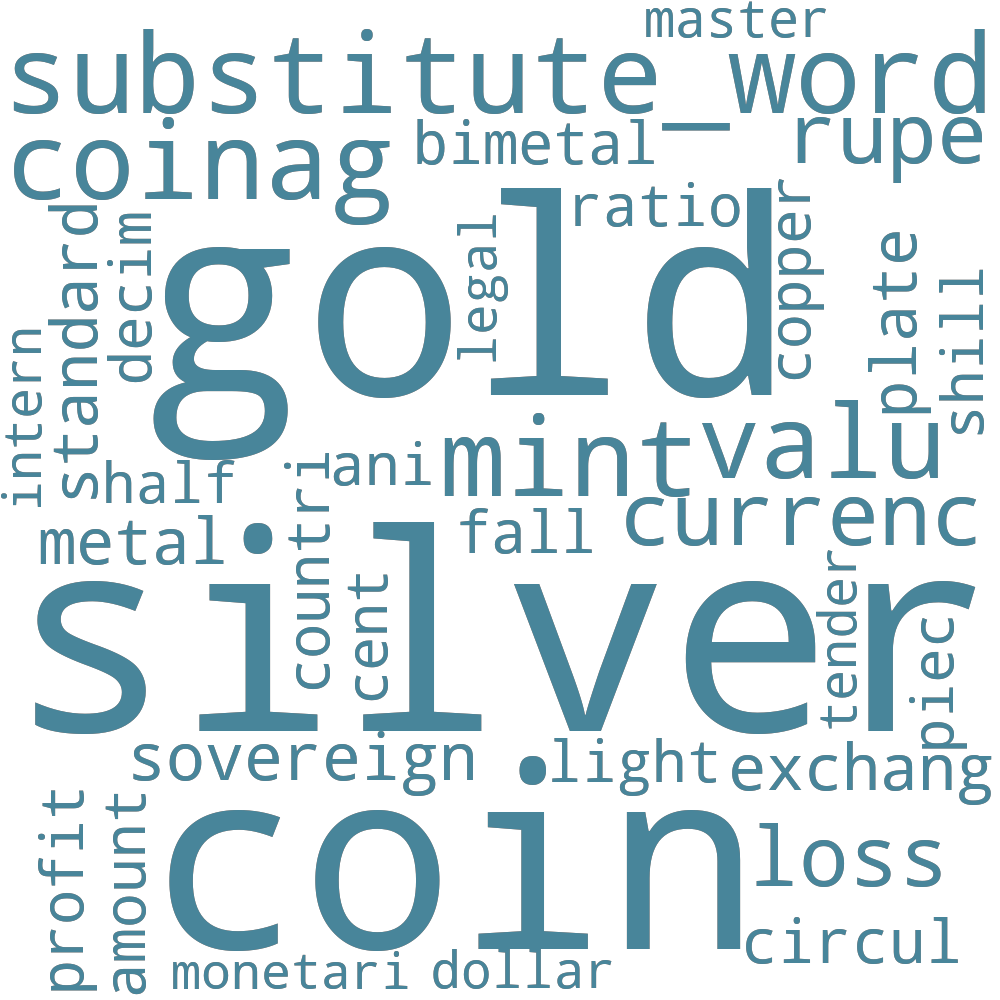 master
substitute_word
coinag
bimetal
rupe
gold
ratio
legal
copper
standard
decim
plate
shill
intern
mint
valu
ani
half
countri
currenc
fall
metal
silver
cent
tender
piec
sovereign
light
exchang
profit
amount
coin
loss
circul
monetari
dollar